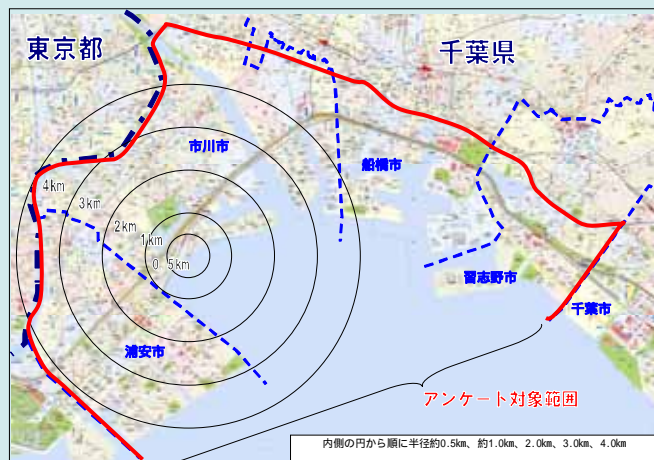 東京都
千葉県
市川市
船橋市
4km
3km
2km
1km
0 5km
習志野市
千葉市
浦安市
アンケート対象範囲
内側の円から順に半径約0.5km、約1.0km、2.0km、3.0km、4.0km